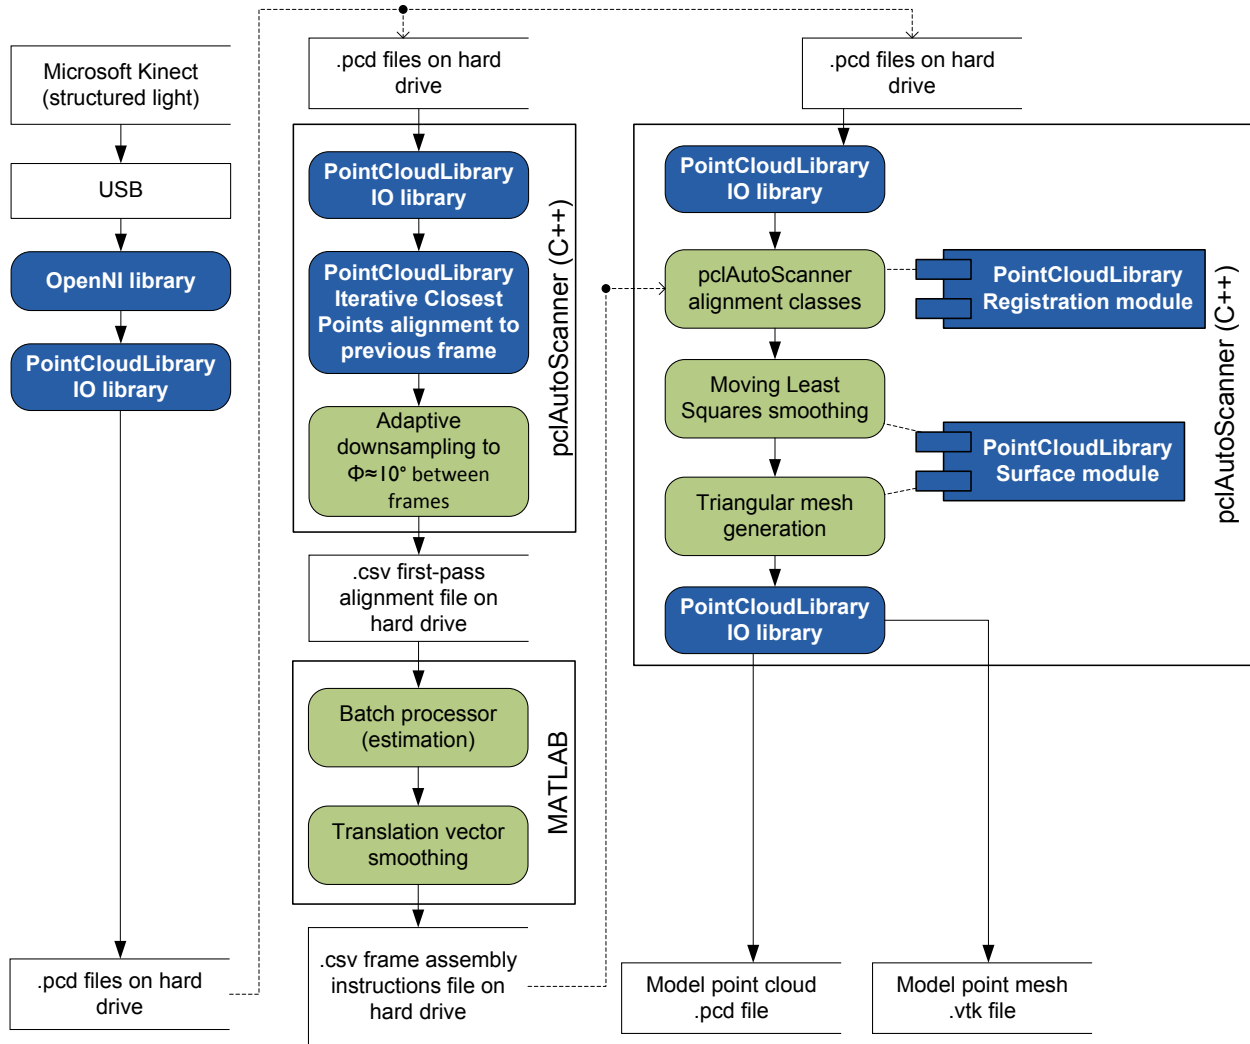 Microsoft Kinect
(structured light)
USB
OpenNI library
PointCloudLibrary
IO library
.pcd files on hard
drive
.pcd files on hard
drive
PointCloudLibrary
IO library
PointCloudLibrary
Iterative Closest
Points alignment to
previous frame
Adaptive
downsampling to
Φ≈10° between
frames
pclAutoScanner (C++)
.csv first-pass
alignment file on
hard drive
Batch processor
(estimation)
Translation vector
smoothing
MATLAB
.csv frame assembly
instructions file on
hard drive
.pcd files on hard
drive
PointCloudLibrary
IO library
pclAutoScanner
alignment classes
PointCloudLibrary
Registration module
Moving Least
Squares smoothing
PointCloudLibrary
Surface module
Triangular mesh
generation
PointCloudLibrary
IO library
pclAutoScanner (C++)
Model point cloud
.pcd file
Model point mesh
.vtk file